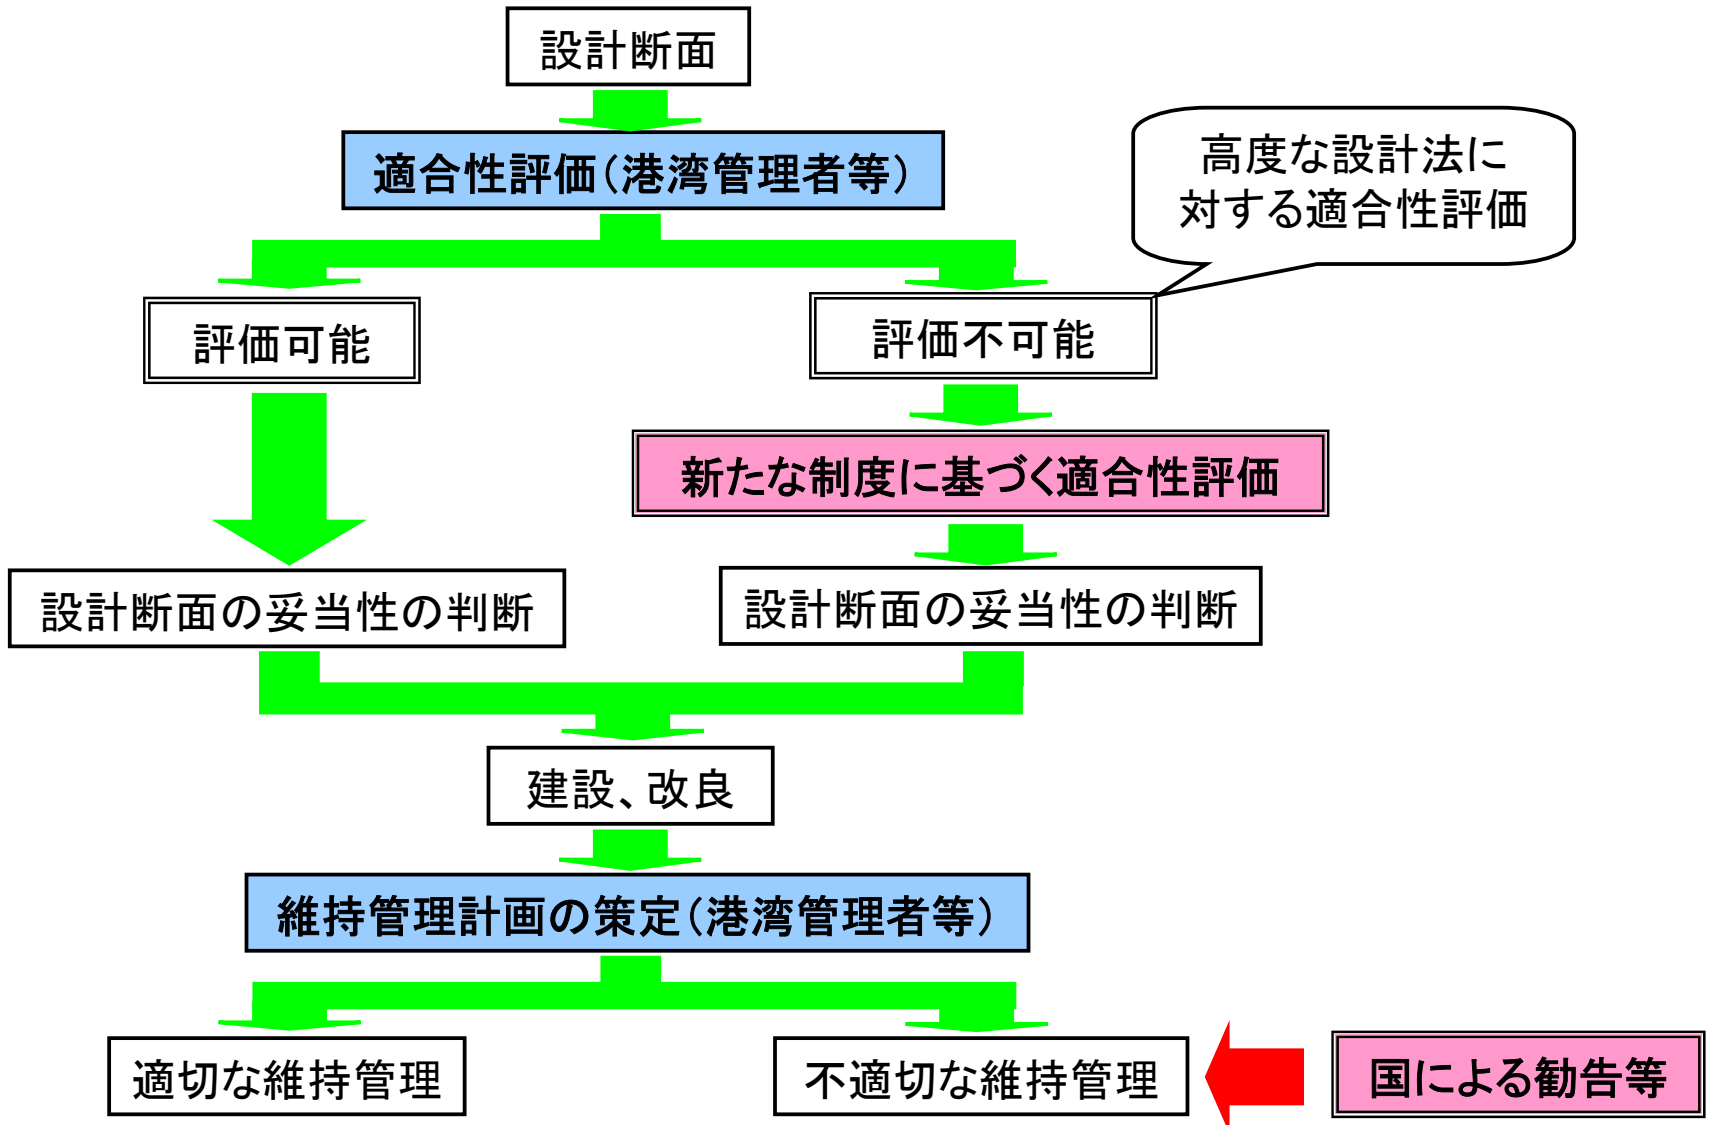 設計断面
適合性評価（港湾管理者等）
高度な設計法に
対する適合性評価
評価可能
評価不可能
新たな制度に基づく適合性評価
設計断面の妥当性の判断
設計断面の妥当性の判断
建設、改良
維持管理計画の策定（港湾管理者等）
適切な維持管理
不適切な維持管理
国による勧告等